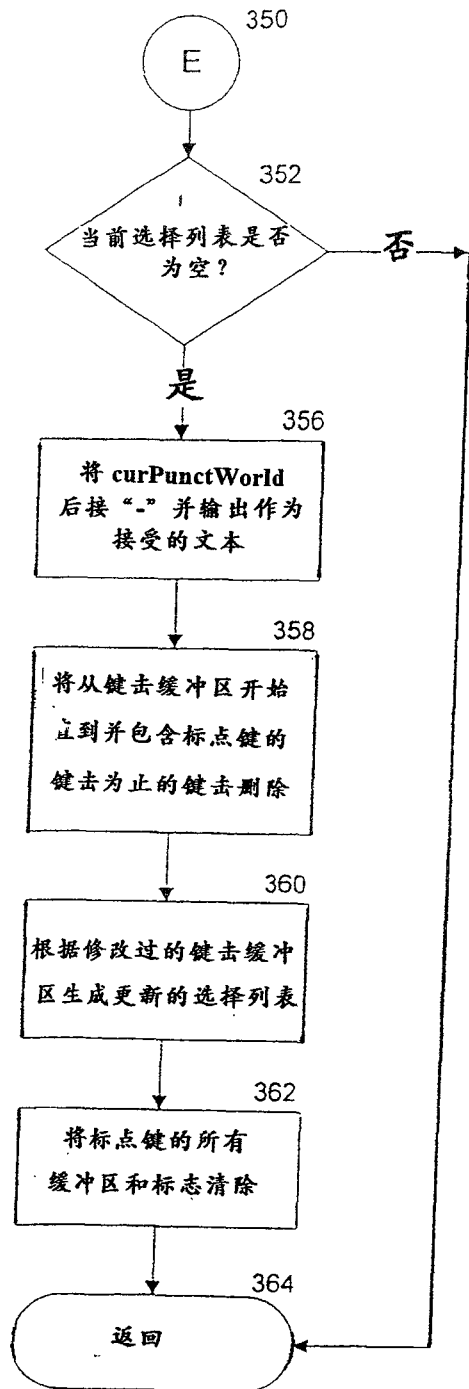 350
E
352
当前选择列表是否
为空?
否
是
356
将 curPunctWorld
后接“-”并输出作为
接受的文本
358
将从键击缓冲区开始
直到并包含标点键的
键击为止的键击删除
360
根据修改过的键击缓冲
区生成更新的选择列表
362
将标点键的所有
缓冲区和标志清除
364
返回